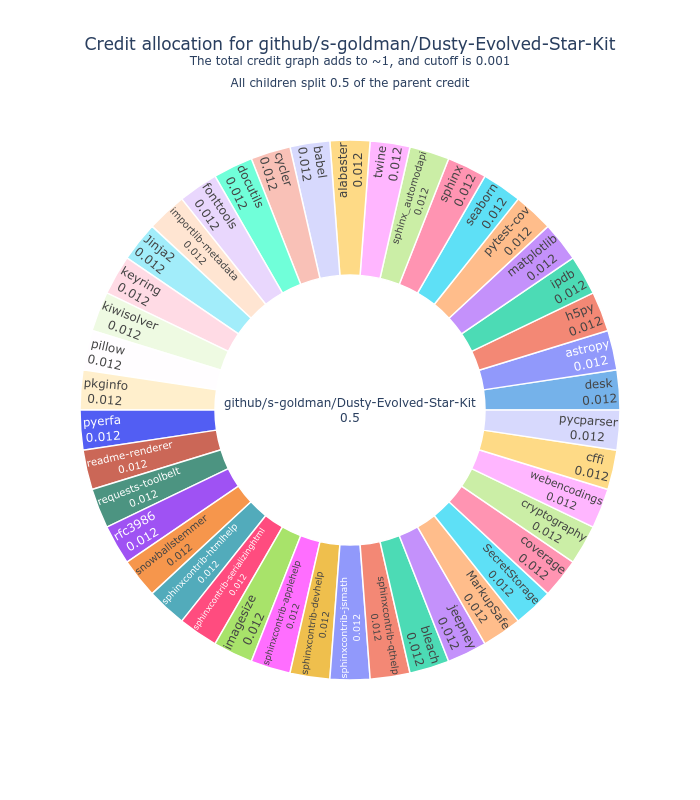 Credit allocation for github/s-goldman/Dusty-Evolved-Star-Kit
The total credit graph adds to ~1, and cutoff is 0.001
All children split 0.5 of the parent credit
github/s-goldman/Dusty-Evolved-Star-Kit
0.5
alabaster
0.012
twine
0.012
sphinx_automodapi
0.012
sphinx
0.012
seaborn
0.012
pytest-cov
0.012
matplotlib
0.012
ipdb
0.012
h5py
0.012
astropy
0.012
desk
0.012
pycparser
0.012
cffi
0.012
webencodings
0.012
cryptography
0.012
coverage
0.012
SecretStorage
0.012
MarkupSafe
0.012
jeepney
0.012
bleach
0.012
sphinxcontrib-qthelp
0.012
sphinxcontrib-jsmath
0.012
sphinxcontrib-devhelp
0.012
sphinxcontrib-applehelp
0.012
imagesize
0.012
sphinxcontrib-serializinghtml
0.012
sphinxcontrib-htmlhelp
0.012
snowballstemmer
0.012
rfc3986
0.012
requests-toolbelt
0.012
readme-renderer
0.012
pyerfa
0.012
pkginfo
0.012
pillow
0.012
kiwisolver
0.012
keyring
0.012
Jinja2
0.012
importlib-metadata
0.012
fonttools
0.012
docutils
0.012
cycler
0.012
babel
0.012